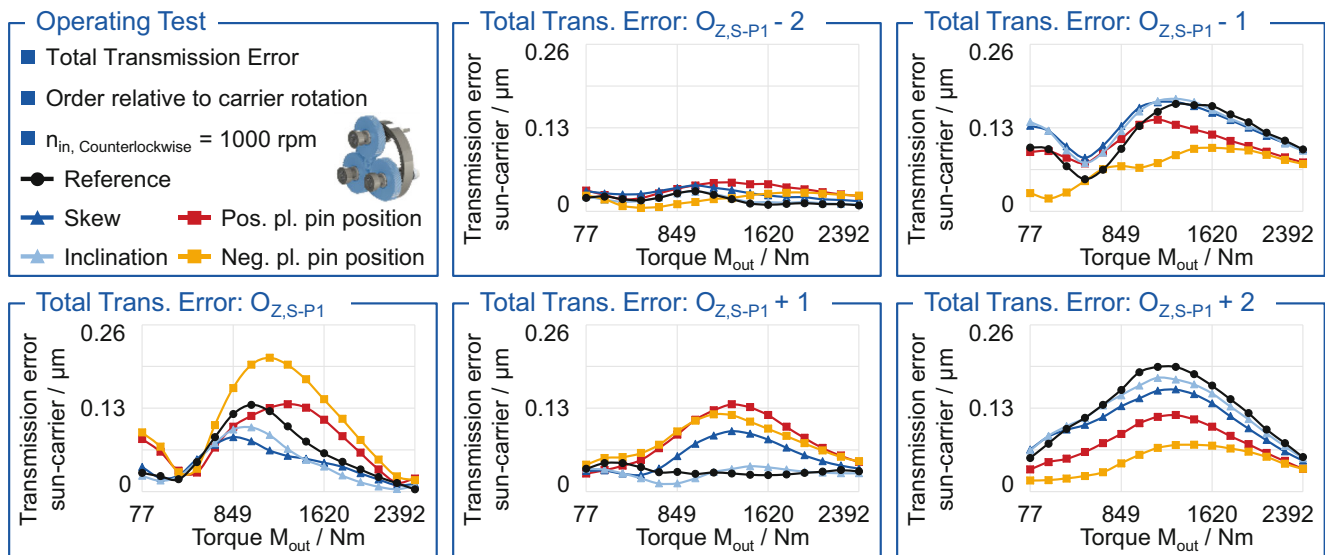 Operating Test
Total Transmission Error
Order relative to carrier rotation
n_in, Counterlockwise = 1000 rpm
Reference
Skew
Pos. pl. pin position
Inclination
Neg. pl. pin position
Total Trans. Error: O_Z,S-P1 - 2
Transmission error
sun-carrier / µm
0.26
0.13
0
77 849 1620 2392
Torque M_out / Nm
Total Trans. Error: O_Z,S-P1 - 1
Transmission error
sun-carrier / µm
0.26
0.13
0
77 849 1620 2392
Torque M_out / Nm
Total Trans. Error: O_Z,S-P1
Transmission error
sun-carrier / µm
0.26
0.13
0
77 849 1620 2392
Torque M_out / Nm
Total Trans. Error: O_Z,S-P1 + 1
Transmission error
sun-carrier / µm
0.26
0.13
0
77 849 1620 2392
Torque M_out / Nm
Total Trans. Error: O_Z,S-P1 + 2
Transmission error
sun-carrier / µm
0.26
0.13
0
77 849 1620 2392
Torque M_out / Nm